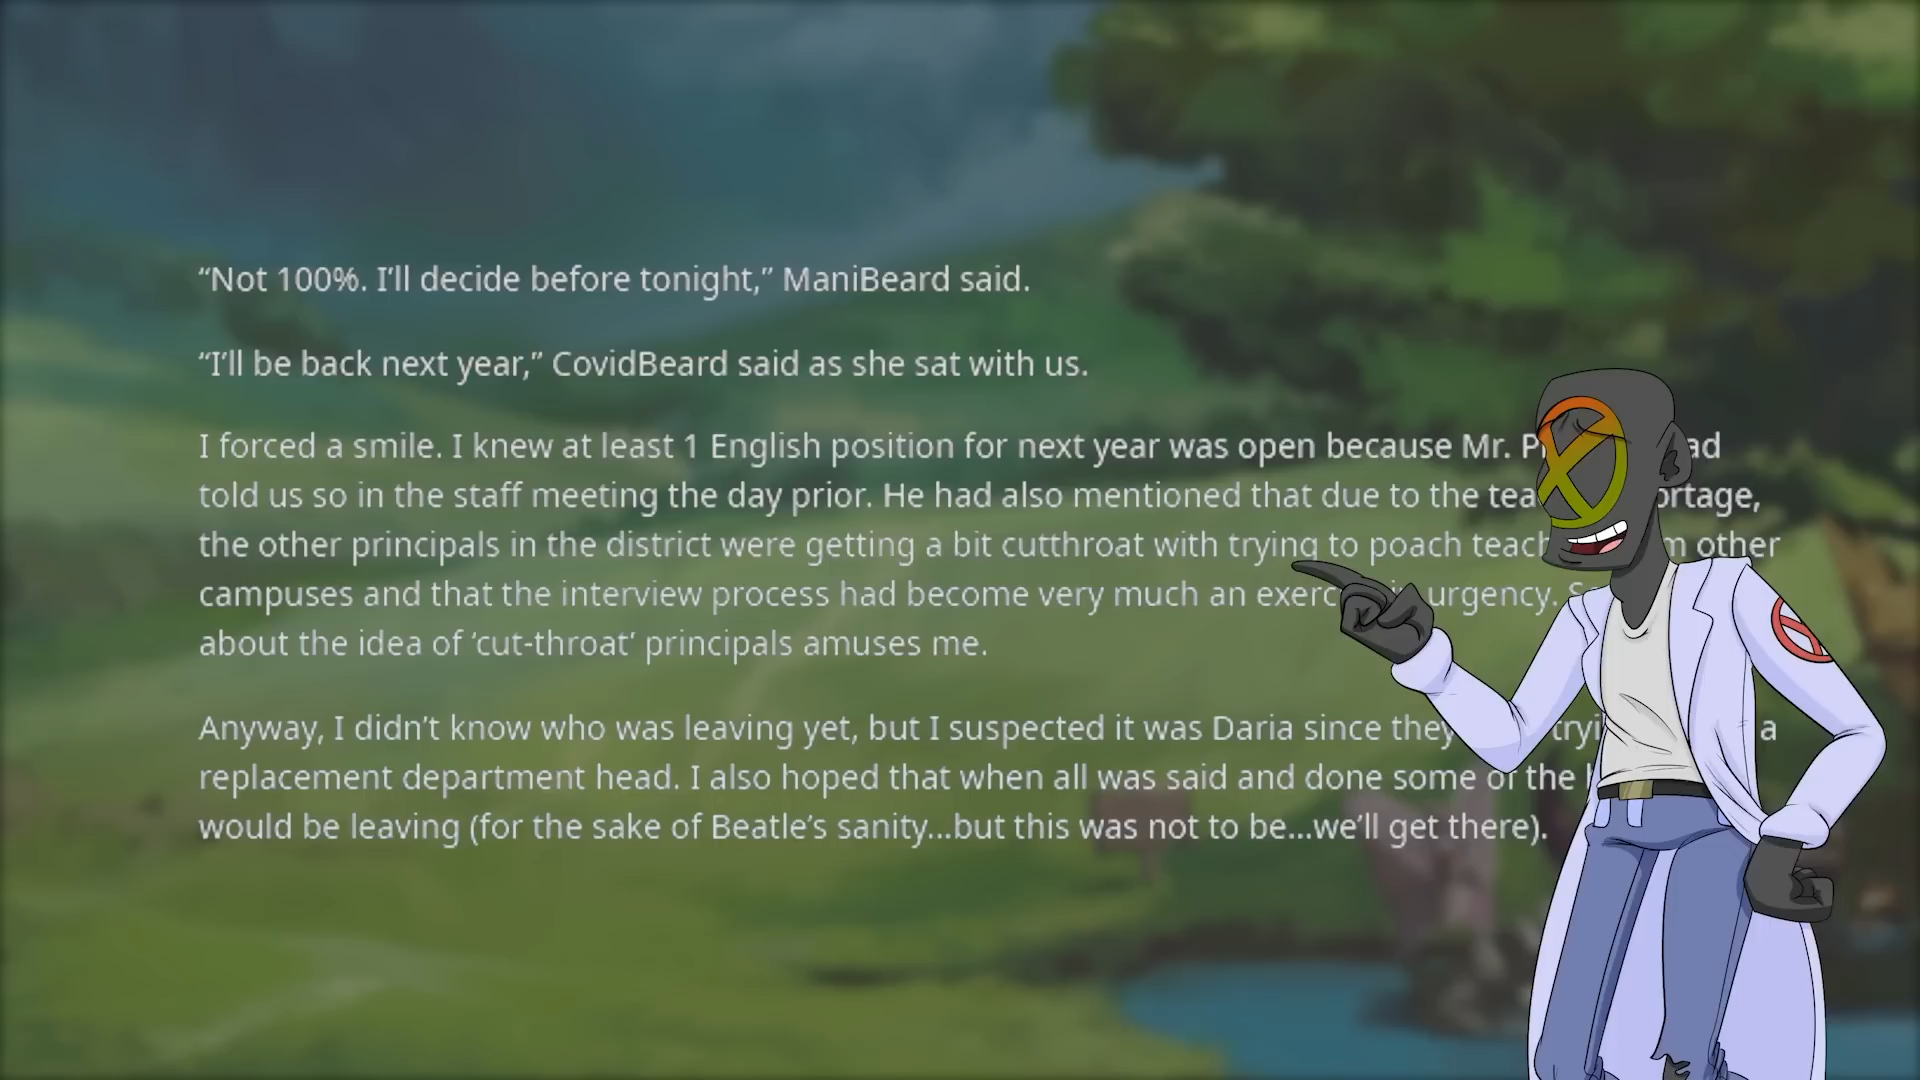 “Not 100%. I’ll decide before tonight,” ManiBeard said.
“I’ll be back next year,” CovidBeard said as she sat with us.
I forced a smile. I knew at least 1 English position for next year was open because Mr.
told us so in the staff meeting the day prior. He had also mentioned that due to the
the other principals in the district were getting a bit cutthroat with trying to poach other
campuses and that the interview process had become very much an urgency.
about the idea of ‘cut-throat’ principals amuses me.
Anyway, I didn’t know who was leaving yet, but I suspected it was Daria since they a
replacement department head. I also hoped that when all was said and done some of the
would be leaving (for the sake of Beatle’s sanity...but this was not to be...we’ll get there).